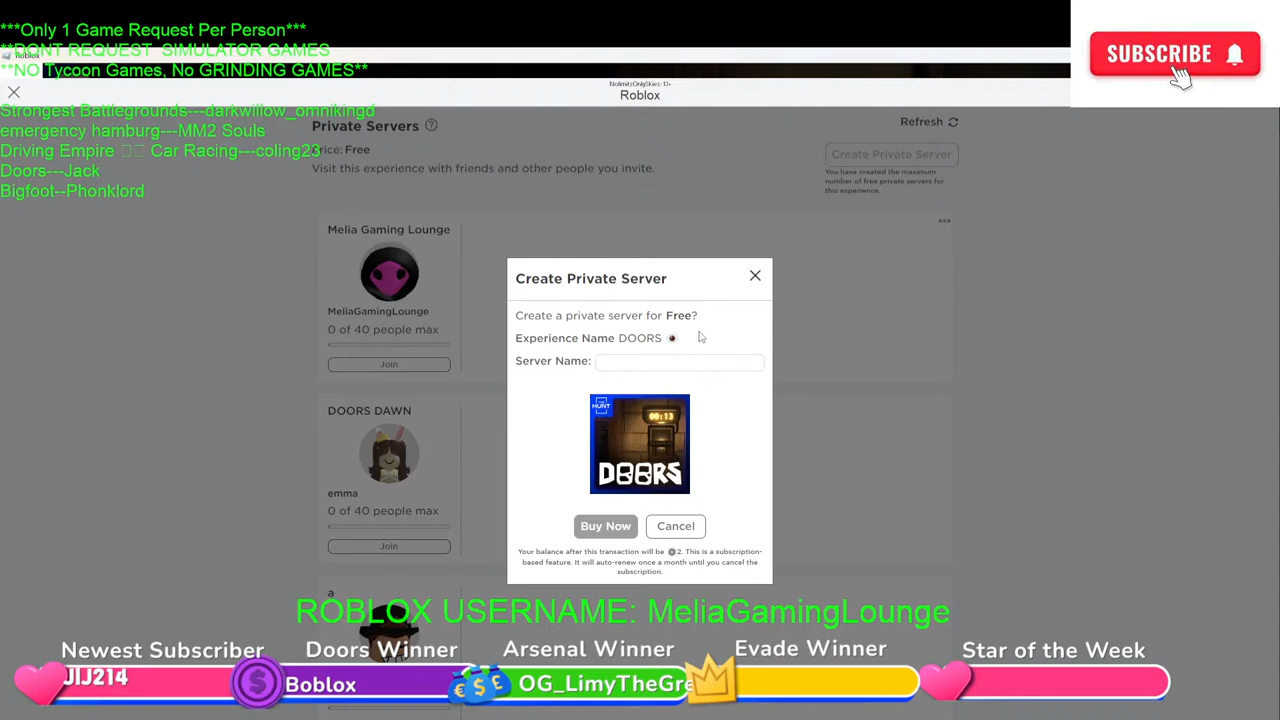 ***Only 1 Game Request Per Person***
**DONT REQUEST SIMULATOR GAMES
**NO Tycoon Games, No GRINDING GAMES**
Strongest Battlegrounds---darkwillow_omnikingd
emergency hamburg---MM2 Souls
Driving Empire Car Racing---coling23
Doors---Jack
Bigfoot--Phonklord
SUBSCRIBE
Roblox
NolimitsOnlySkies: 13+
Roblox
Private Servers
Price: Free
Visit this experience with friends and other people you invite.
Refresh
Create Private Server
You have created the maximum
number of free private servers for
this experience.
Melia Gaming Lounge
MeliaGamingLounge
0 of 40 people max
Join
DOORS DAWN
emma
0 of 40 people max
Join
a
Create Private Server
Create a private server for Free?
Experience Name DOORS
Server Name:
THE HUNT
00:13
DOORS
Buy Now
Cancel
Your balance after this transaction will be 2. This is a subscription-
based feature. It will auto-renew once a month until you cancel the
subscription.
ROBLOX USERNAME: MeliaGamingLounge
Newest Subscriber
JIJ214
Doors Winner
Boblox
Arsenal Winner
OG_LimyTheGre
Evade Winner
Star of the Week